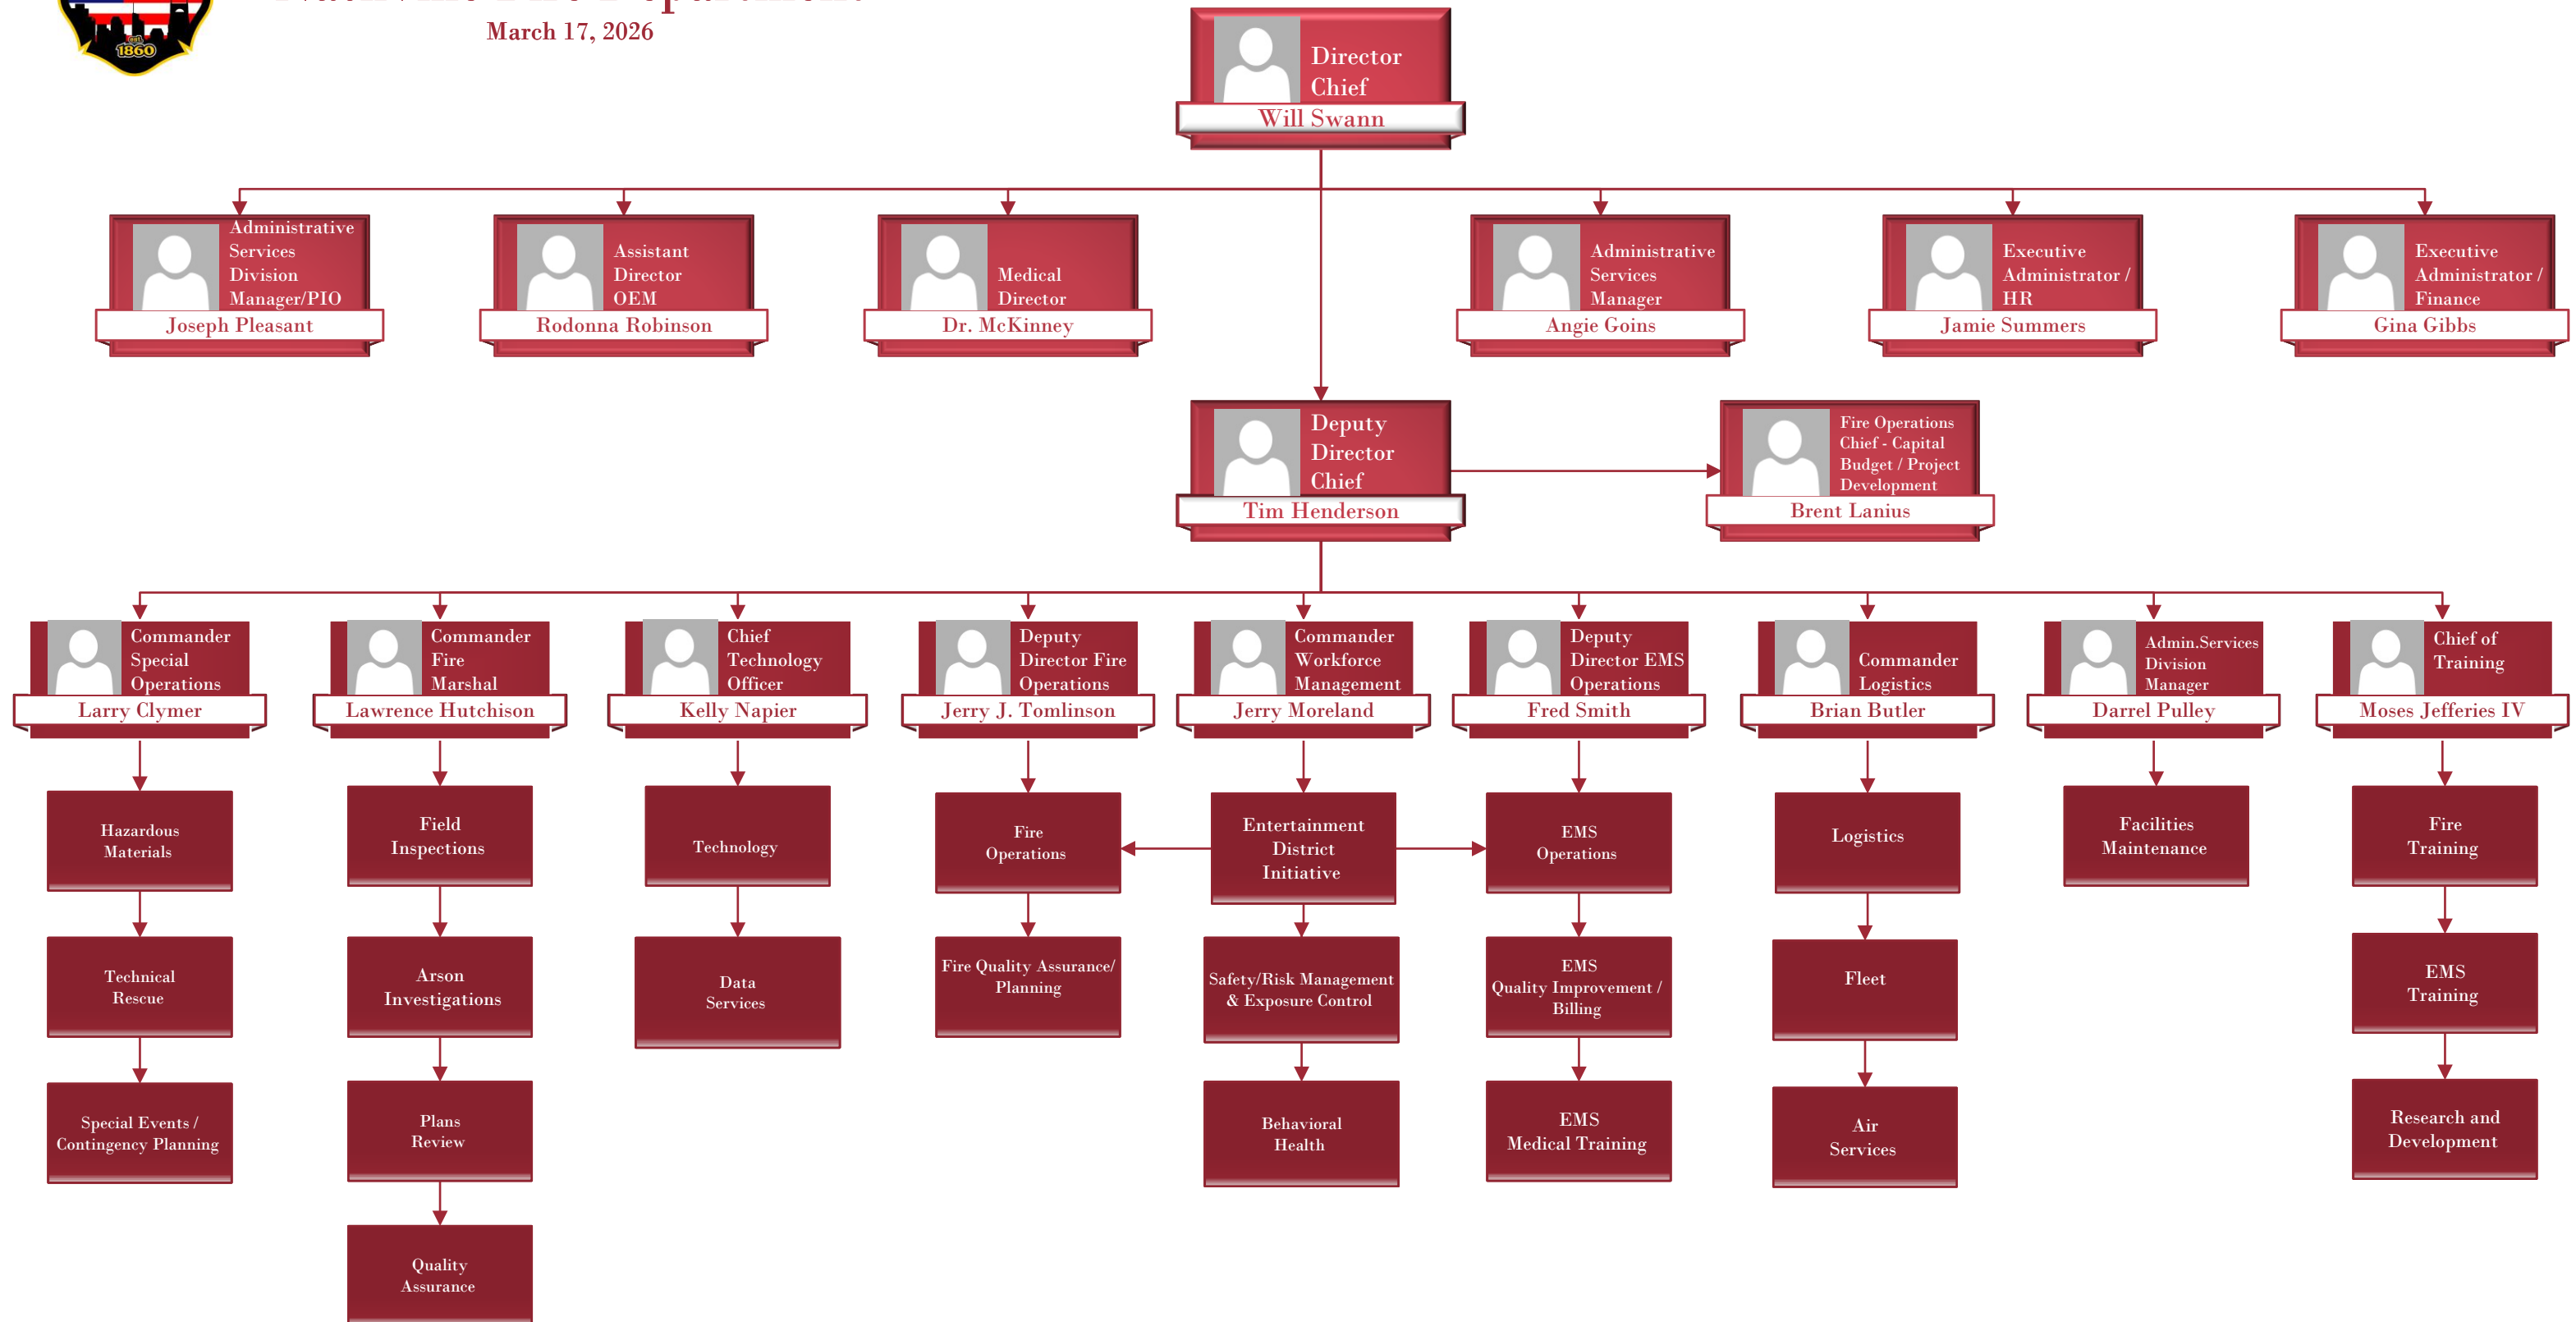 March 17, 2026
est
1860
Director
Chief
Will Swann
Administrative
Services
Division
Manager/PIO
Joseph Pleasant
Assistant
Director
OEM
Rodonna Robinson
Medical
Director
Dr. McKinney
Administrative
Services
Manager
Angie Goins
Executive
Administrator /
HR
Jamie Summers
Executive
Administrator /
Finance
Gina Gibbs
Deputy
Director
Chief
Tim Henderson
Fire Operations
Chief - Capital
Budget / Project
Development
Brent Lanius
Commander
Special
Operations
Larry Clymer
Commander
Fire
Marshal
Lawrence Hutchison
Chief
Technology
Officer
Kelly Napier
Deputy
Director Fire
Operations
Jerry J. Tomlinson
Commander
Workforce
Management
Jerry Moreland
Deputy
Director EMS
Operations
Fred Smith
Commander
Logistics
Brian Butler
Admin.Services
Division
Manager
Darrel Pulley
Chief of
Training
Moses Jefferies IV
Hazardous
Materials
Field
Inspections
Technology
Fire
Operations
Entertainment
District
Initiative
EMS
Operations
Logistics
Facilities
Maintenance
Fire
Training
Technical
Rescue
Arson
Investigations
Data
Services
Fire Quality Assurance/
Planning
Safety/Risk Management
& Exposure Control
EMS
Quality Improvement /
Billing
Fleet
EMS
Training
Special Events /
Contingency Planning
Plans
Review
Behavioral
Health
EMS
Medical Training
Air
Services
Research and
Development
Quality
Assurance